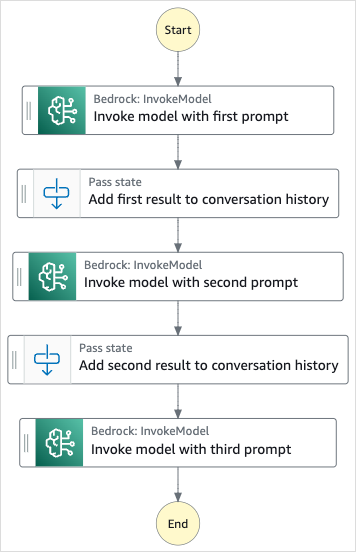 Start
Bedrock: InvokeModel
Invoke model with first prompt
Pass state
Add first result to conversation history
Bedrock: InvokeModel
Invoke model with second prompt
Pass state
Add second result to conversation history
Bedrock: InvokeModel
Invoke model with third prompt
End